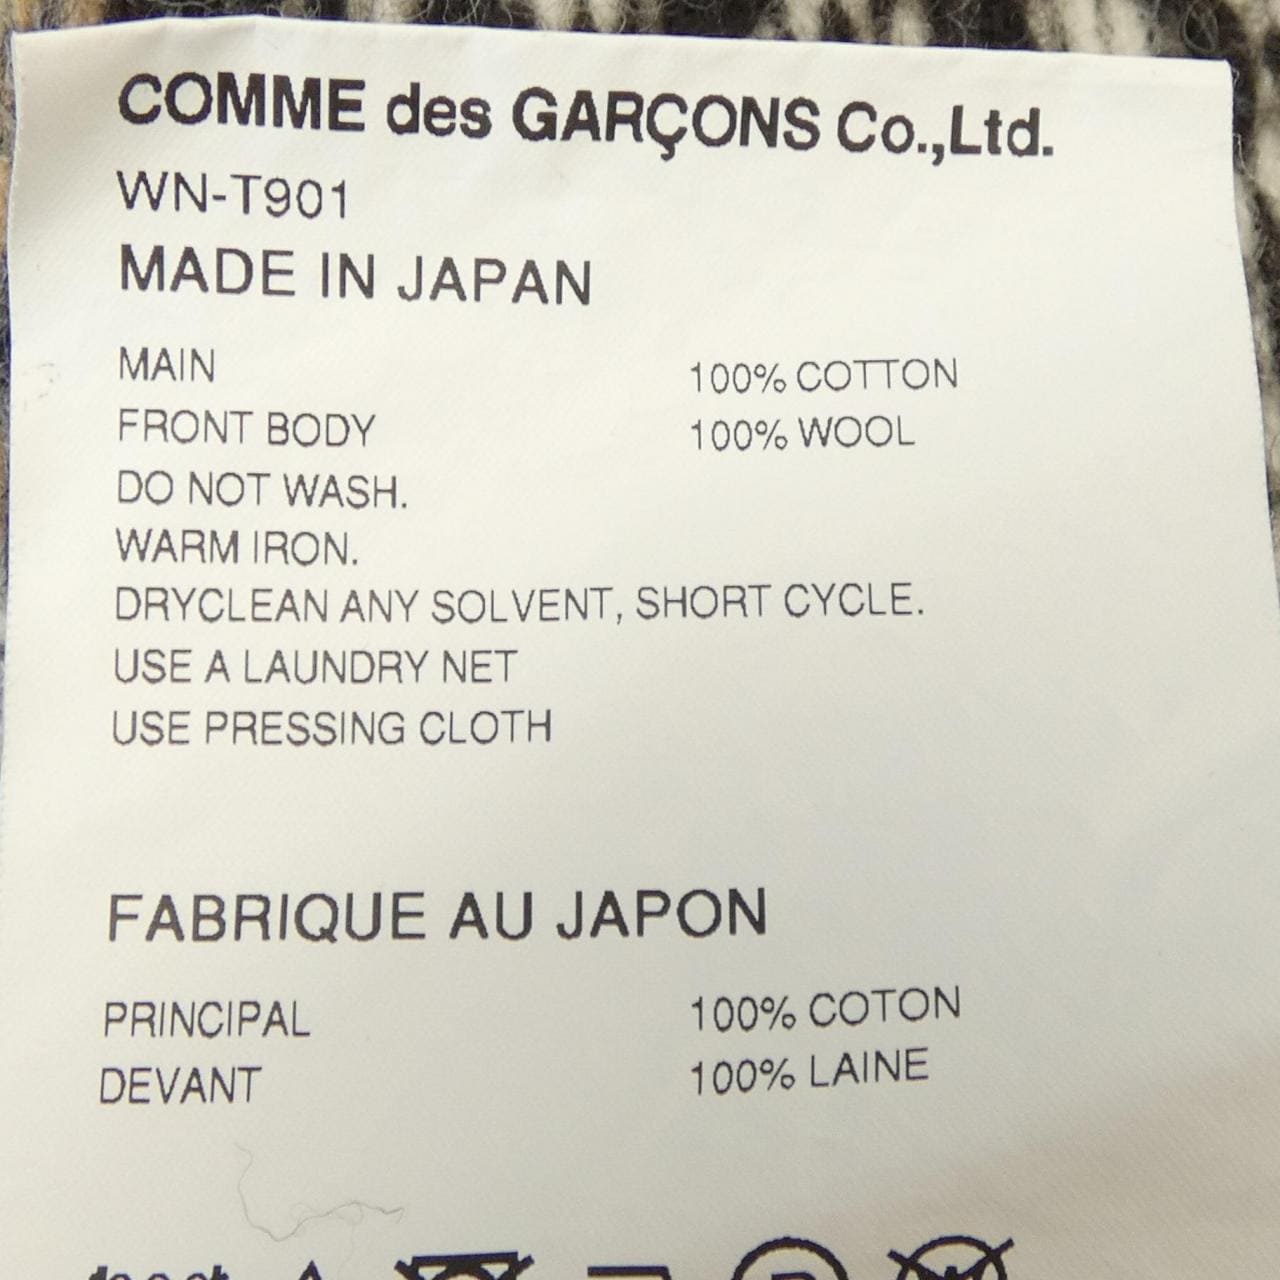 COMME des GARÇONS Co.,Ltd.
WN-T901
MADE IN JAPAN
MAIN 100% COTTON
FRONT BODY 100% WOOL
DO NOT WASH.
WARM IRON.
DRYCLEAN ANY SOLVENT, SHORT CYCLE.
USE A LAUNDRY NET
USE PRESSING CLOTH
FABRIQUE AU JAPON
PRINCIPAL 100% COTON
DEVANT 100% LAINE